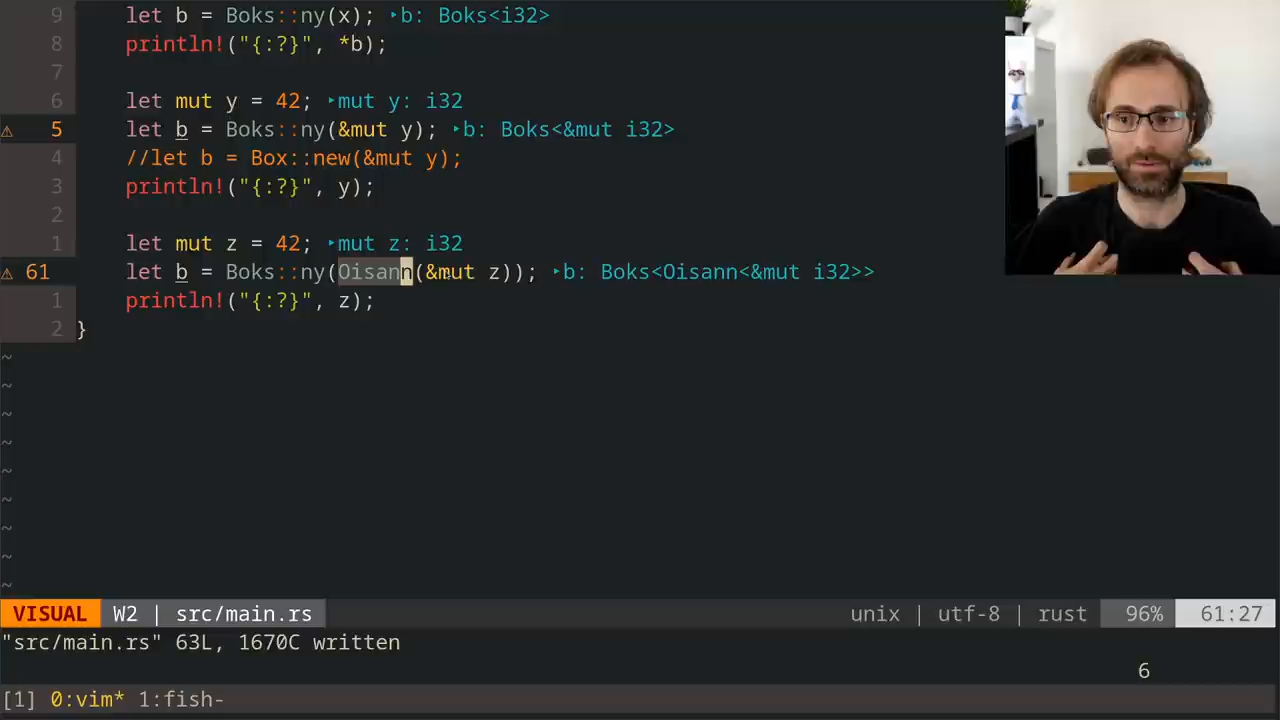 9 let b = Boks::ny(x); ‣b: Boks<i32>
8 println!("{:?}", *b);
7
6 let mut y = 42; ‣mut y: i32
⚠ 5 let b = Boks::ny(&mut y); ‣b: Boks<&mut i32>
4 //let b = Box::new(&mut y);
3 println!("{:?}", y);
2
1 let mut z = 42; ‣mut z: i32
⚠ 61 let b = Boks::ny(Oisann(&mut z)); ‣b: Boks<Oisann<&mut i32>>
1 println!("{:?}", z);
2 }
~
~
~
~
~
~
~
~
~
VISUAL W2 | src/main.rs unix | utf-8 | rust 96% 61:27
"src/main.rs" 63L, 1670C written
6
[1] 0:vim* 1:fish-